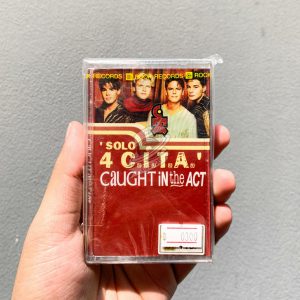 RECORDS ROCK RECORDS ROCK
'SOLO
4 C.I.T.A.'
CAUGHT IN the ACT